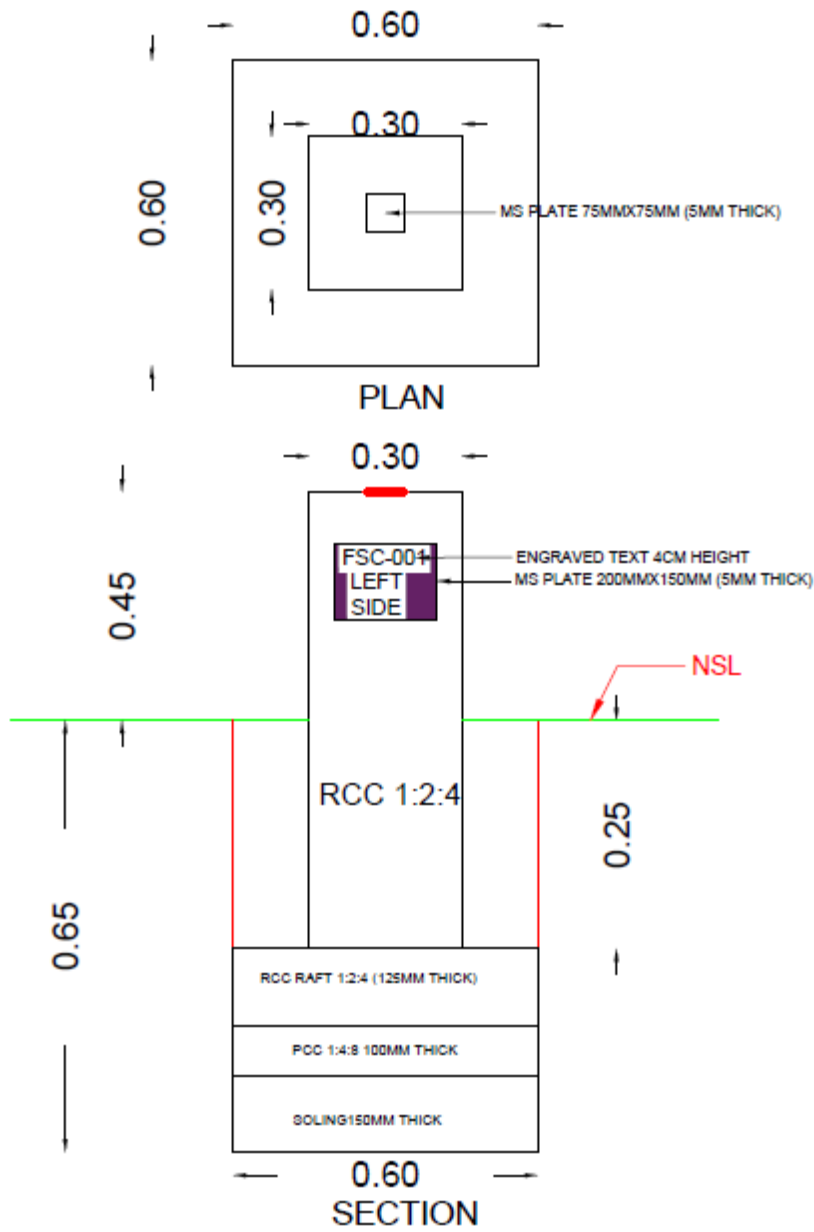 0.60
0.30
0.60
0.30
MS PLATE 75MMX75MM (5MM THICK)
PLAN
0.30
FSC-001
LEFT
SIDE
ENGRAVED TEXT 4CM HEIGHT
MS PLATE 200MMX150MM (5MM THICK)
0.45
NSL
RCC 1:2:4
0.25
0.65
RCC RAFT 1:2:4 (125MM THICK)
PCC 1:4:8 100MM THICK
SOLING150MM THICK
0.60
SECTION